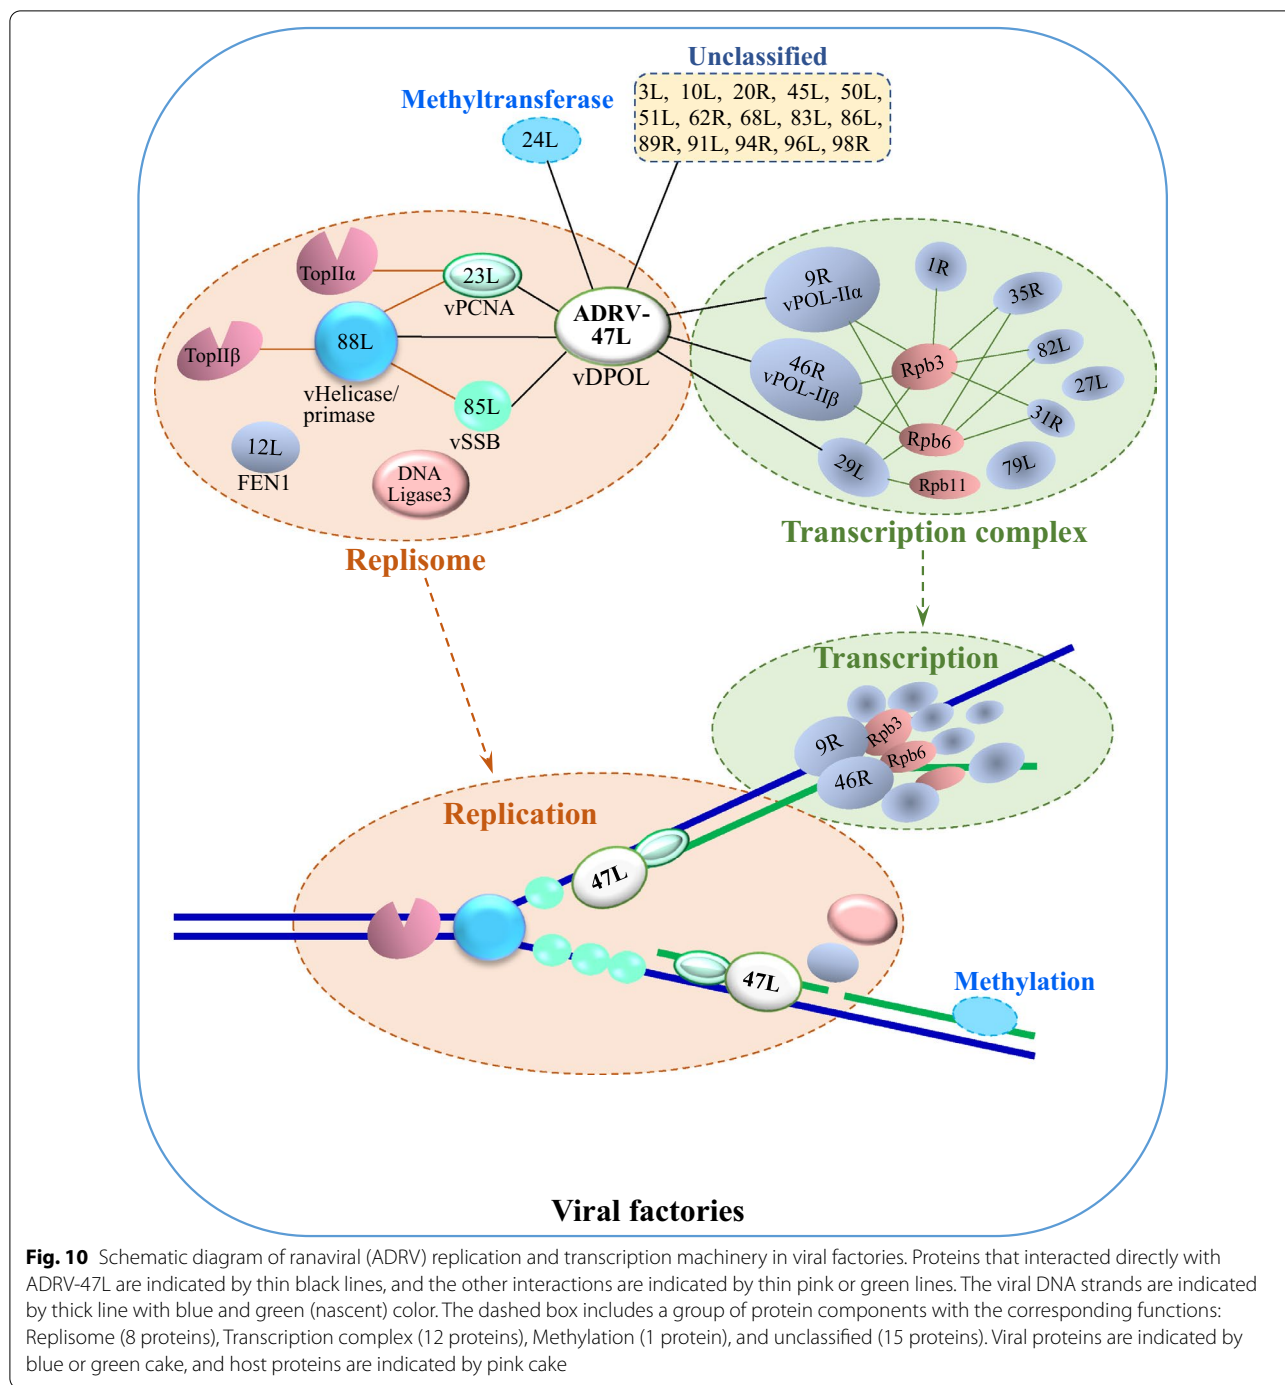 Unclassified
3L, 10L, 20R, 45L, 50L,
51L, 62R, 68L, 83L, 86L,
89R, 91L, 94R, 96L, 98R
Methyltransferase
24L
TopIIα
23L
vPCNA
TopIIβ
88L
vHelicase/
primase
85L
vSSB
12L
FEN1
DNA
Ligase3
ADRV-
47L
vDPOL
9R
vPOL-IIα
1R
35R
46R
vPOL-IIβ
Rpb3
82L
27L
31R
Rpb6
29L
79L
Rpb11
Replisome
Transcription complex
Transcription
9R
Rpb3
Rpb6
46R
Replication
47L
47L
Methylation
Viral factories
Fig. 10 Schematic diagram of ranaviral (ADRV) replication and transcription machinery in viral factories. Proteins that interacted directly with
ADRV-47L are indicated by thin black lines, and the other interactions are indicated by thin pink or green lines. The viral DNA strands are indicated
by thick line with blue and green (nascent) color. The dashed box includes a group of protein components with the corresponding functions:
Replisome (8 proteins), Transcription complex (12 proteins), Methylation (1 protein), and unclassified (15 proteins). Viral proteins are indicated by
blue or green cake, and host proteins are indicated by pink cake